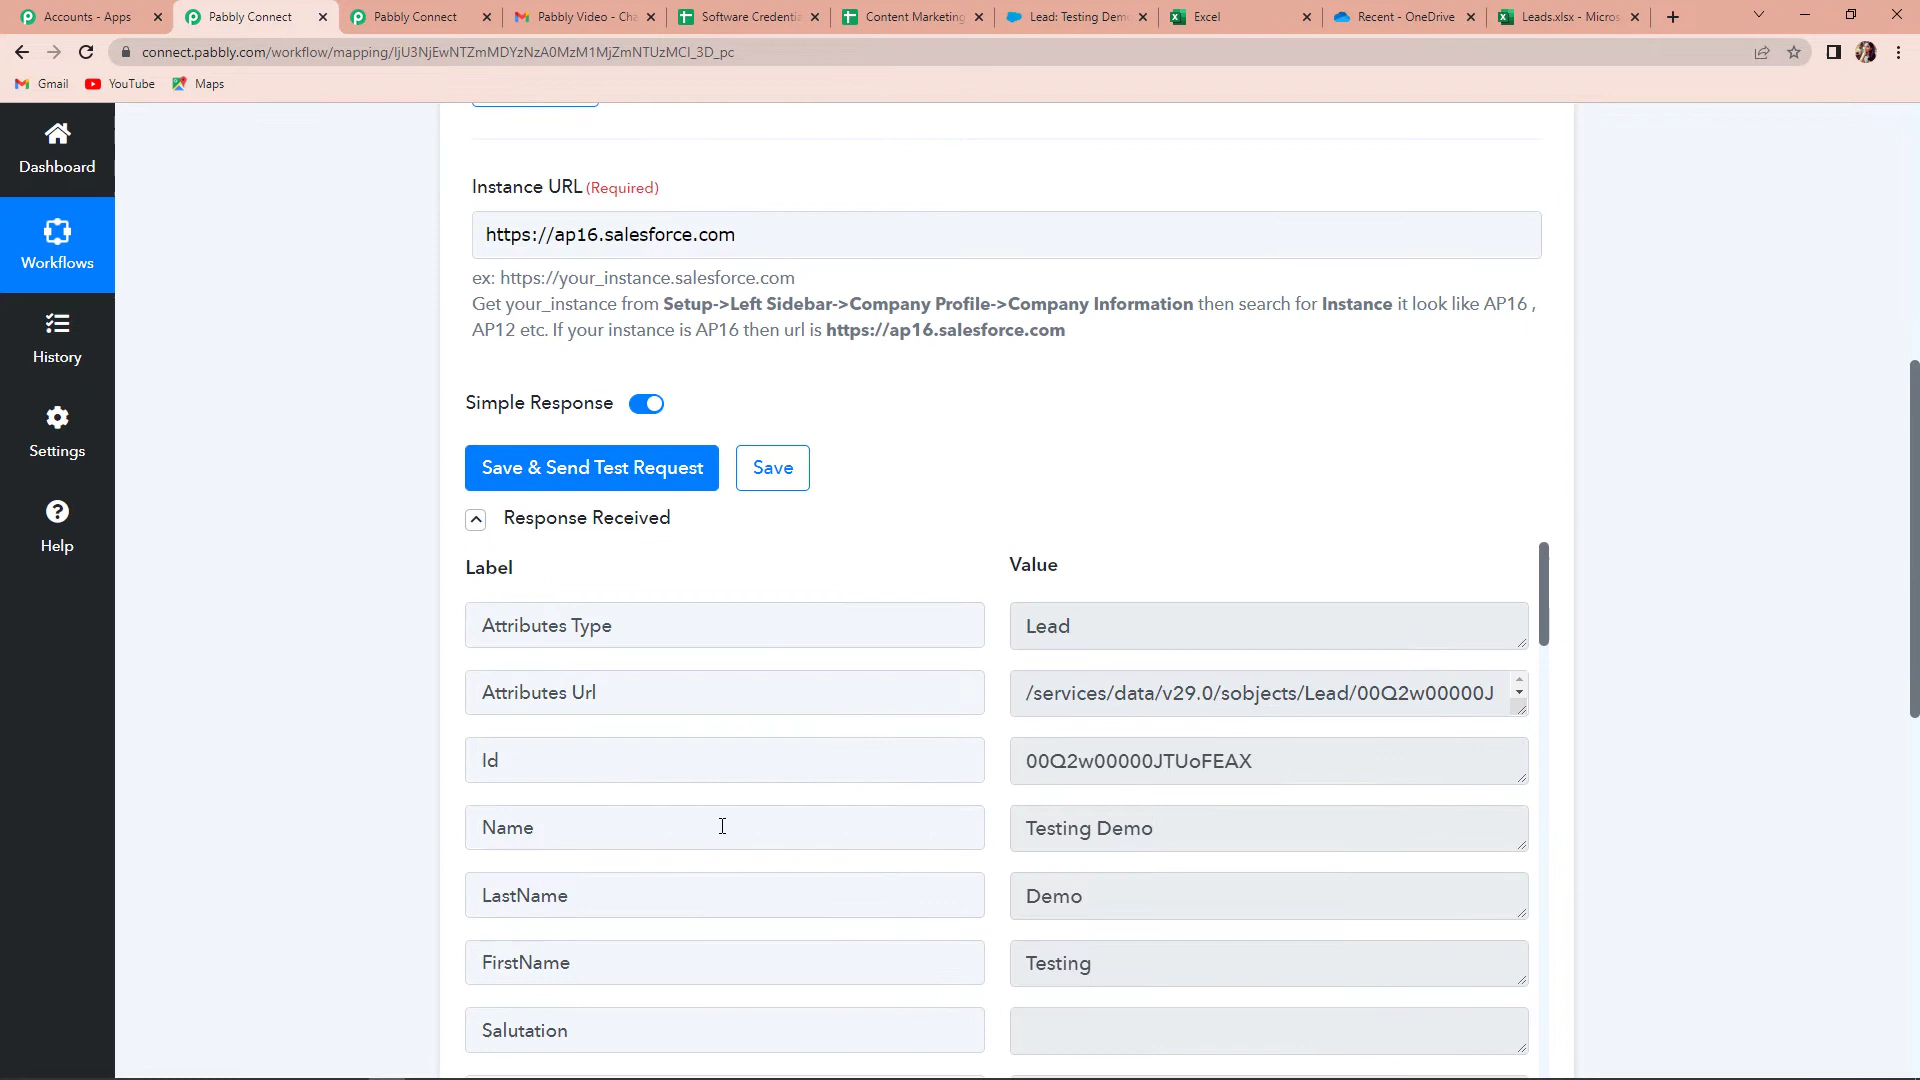 Accounts - Apps
Pabbly Connect
Pabbly Connect
Pabbly Video - Cha
Software Credentia
Content Marketing
Lead: Testing Demo
Excel
Recent - OneDrive
Leads.xlsx - Micros
connect.pabbly.com/workflow/mapping/IjU3NjEwNTZmMDYzNzA0MzM1MjZmNTUzMCI_3D_pc
Gmail
YouTube
Maps
Dashboard
Workflows
History
Settings
Help
Instance URL (Required)
https://ap16.salesforce.com
ex: https://your_instance.salesforce.com
Get your_instance from Setup->Left Sidebar->Company Profile->Company Information then search for Instance it look like AP16 ,
AP12 etc. If your instance is AP16 then url is https://ap16.salesforce.com
Simple Response
Save & Send Test Request
Save
Response Received
Label
Value
Attributes Type
Lead
Attributes Url
/services/data/v29.0/sobjects/Lead/00Q2w00000J
Id
00Q2w00000JTUoFEAX
Name
Testing Demo
LastName
Demo
FirstName
Testing
Salutation